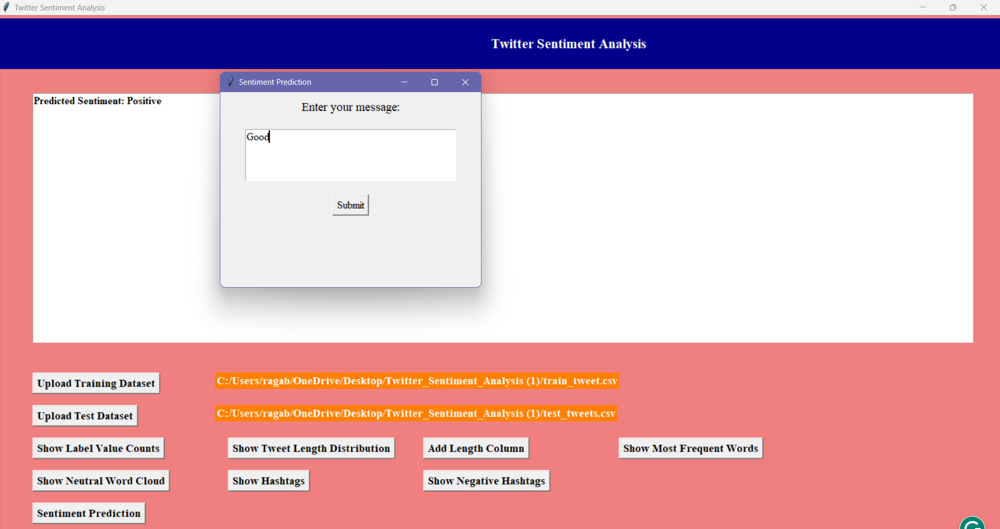 Twitter Sentiment Analysis
Twitter Sentiment Analysis
Sentiment Prediction
Predicted Sentiment: Positive
Enter your message:
Good
Submit
Upload Training Dataset
C:/Users/ragab/OneDrive/Desktop/Twitter_Sentiment_Analysis (1)/train_tweet.csv
Upload Test Dataset
C:/Users/ragab/OneDrive/Desktop/Twitter_Sentiment_Analysis (1)/test_tweets.csv
Show Label Value Counts
Show Tweet Length Distribution
Add Length Column
Show Most Frequent Words
Show Neutral Word Cloud
Show Hashtags
Show Negative Hashtags
Sentiment Prediction